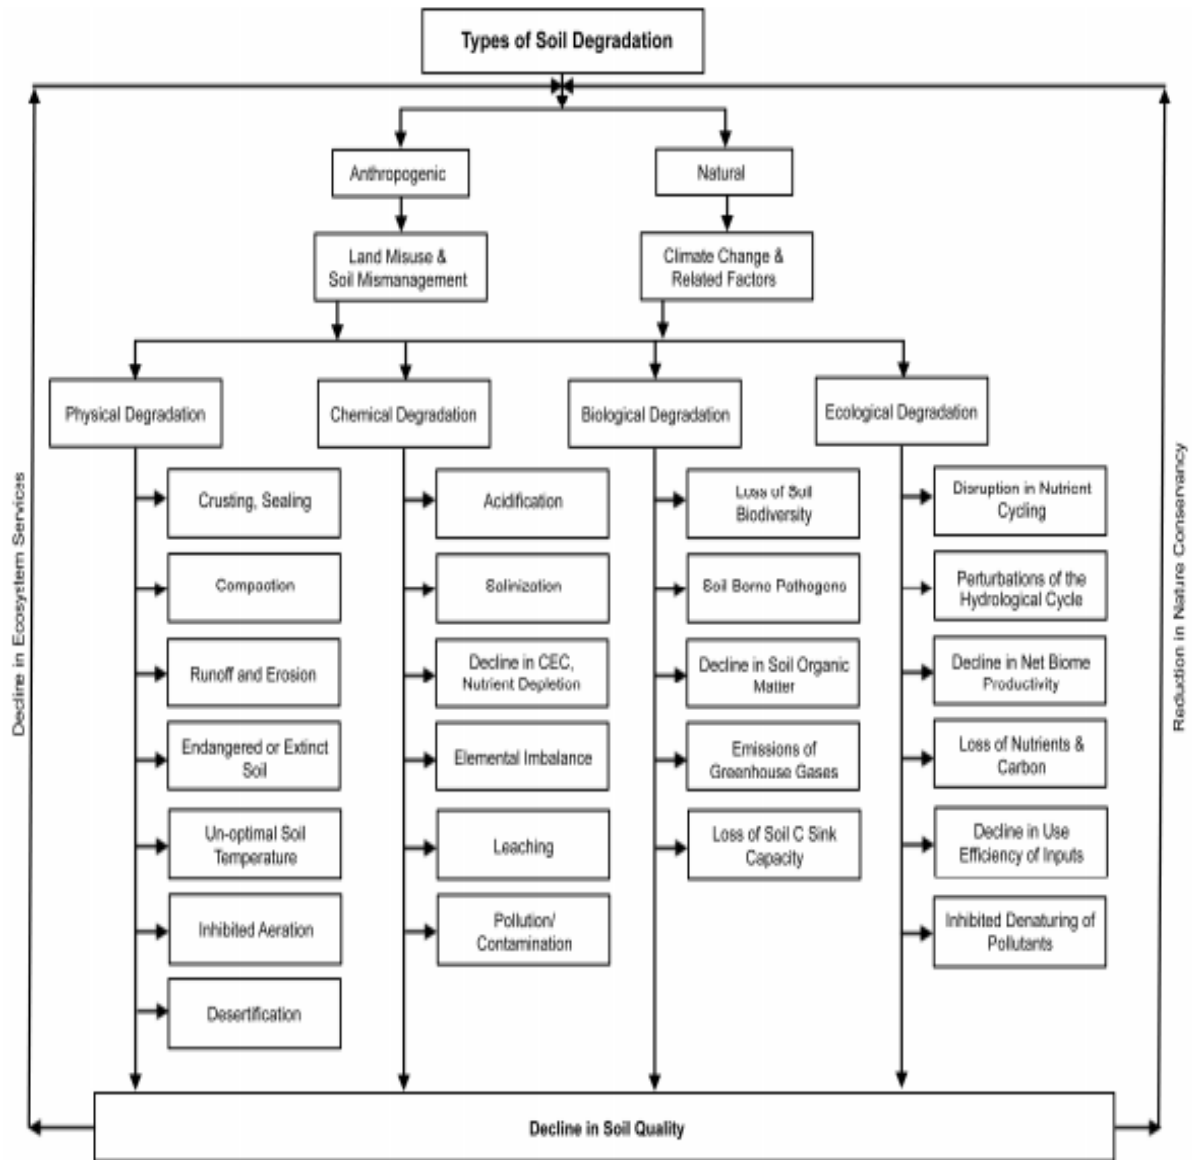 Types of Soil Degradation
Anthropogenic
Natural
Land Misuse &
Soil Mismanagement
Climate Change &
Related Factors
Physical Degradation
Chemical Degradation
Biological Degradation
Ecological Degradation
Crusting, Sealing
Compaction
Runoff and Erosion
Endangered or Extinct
Soil
Un-optimal Soil
Temperature
Inhibited Aeration
Desertification
Acidification
Salinization
Decline in CEC,
Nutrient Depletion
Elemental Imbalance
Leaching
Pollution/
Contamination
Loss of Soil
Biodiversity
Soil Borne Pathogens
Decline in Soil Organic
Matter
Emissions of
Greenhouse Gases
Loss of Soil C Sink
Capacity
Disruption in Nutrient
Cycling
Perturbations of the
Hydrological Cycle
Decline in Net Biome
Productivity
Loss of Nutrients &
Carbon
Decline in Use
Efficiency of Inputs
Inhibited Denaturing of
Pollutants
Decline in Ecosystem Services
Reduction in Nature Conservancy
Decline in Soil Quality